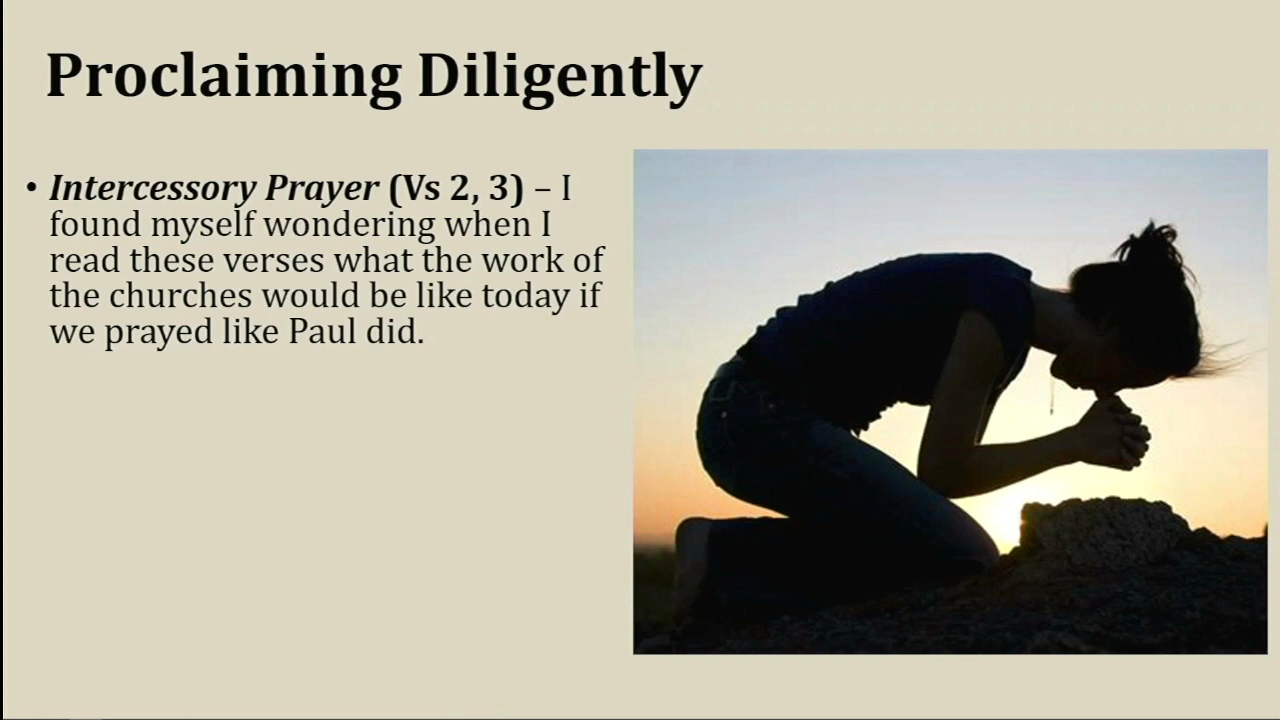 Proclaiming Diligently
• Intercessory Prayer (Vs 2, 3) – I
found myself wondering when I
read these verses what the work of
the churches would be like today if
we prayed like Paul did.